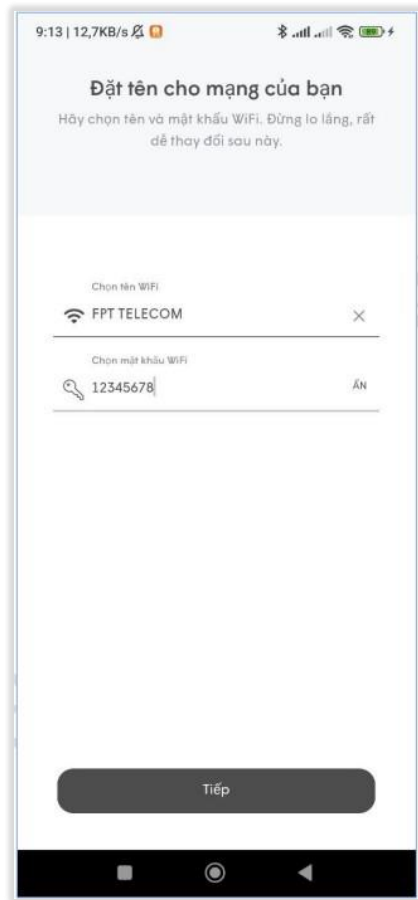 9:13 | 12,7KB/s
Đặt tên cho mạng của bạn
Hãy chọn tên và mật khẩu WiFi. Đừng lo lắng, rất
dễ thay đổi sau này.
Chọn tên WiFi
FPT TELECOM
Chọn mật khẩu WiFi
12345678
ẨN
Tiếp